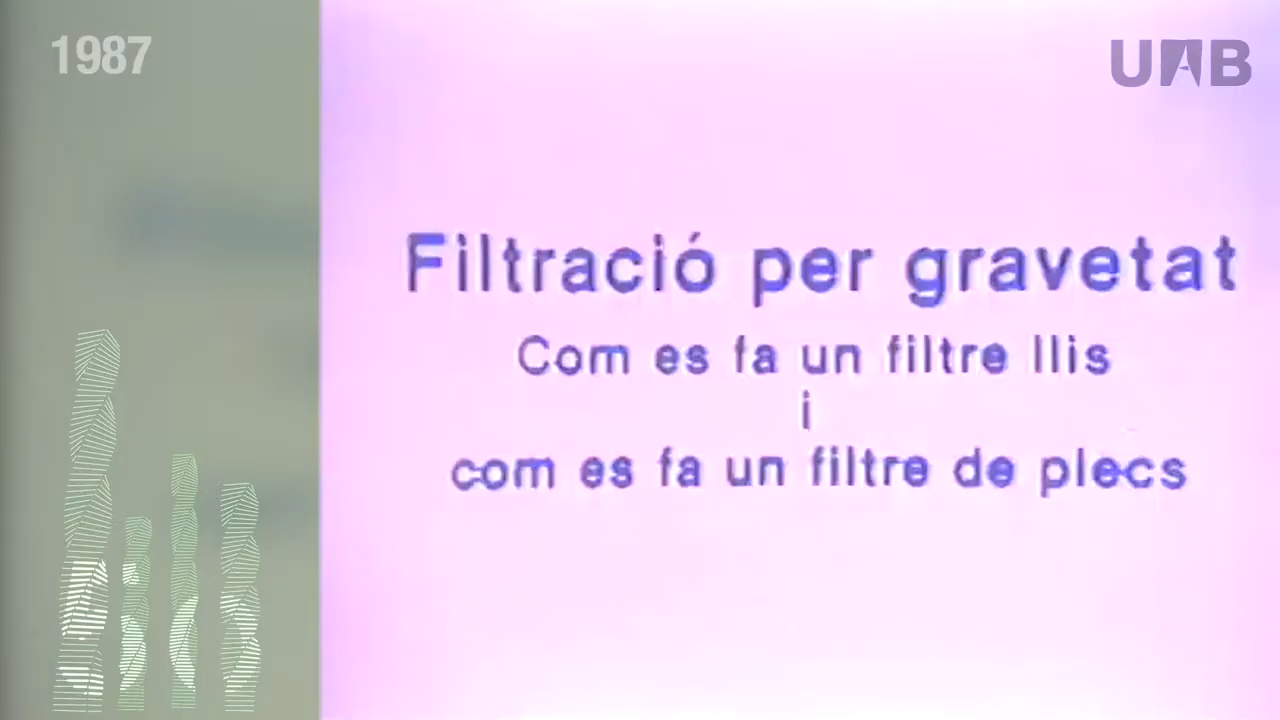 1987
UAB
Filtració per gravetat
Com es fa un filtre llis
i
com es fa un filtre de plecs